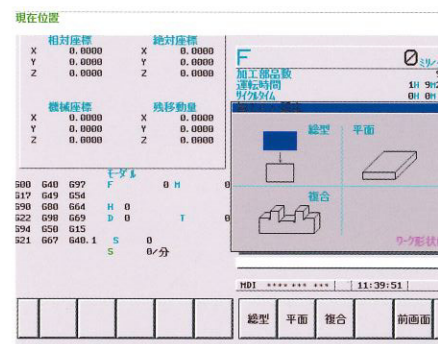 現在位置
相対座標 絶対座標
X 0.0000 X 0.0000
Y 0.0000 Y 0.0000
Z 0.0000 Z 0.0000
機械座標 残移動量
X 0.0000 X 0.0000
Y 0.0000 Y 0.0000
Z 0.0000 Z 0.0000
モーダル
G00 G40 G97 F 0 M 0
G17 G49 G54
G90 G80 G64 H 0
G22 G98 G69 D 0 T 0
G94 G50 G15
G21 G67 G40.1 S 0
S 0/分
F 0 ミリ/
加工部品数
運転時間 1H 9M
サイクルタイム 0H 0M
総型 平面
複合
ワーク形状
MDI **** *** *** 11:39:51
総型 平面 複合 前画面